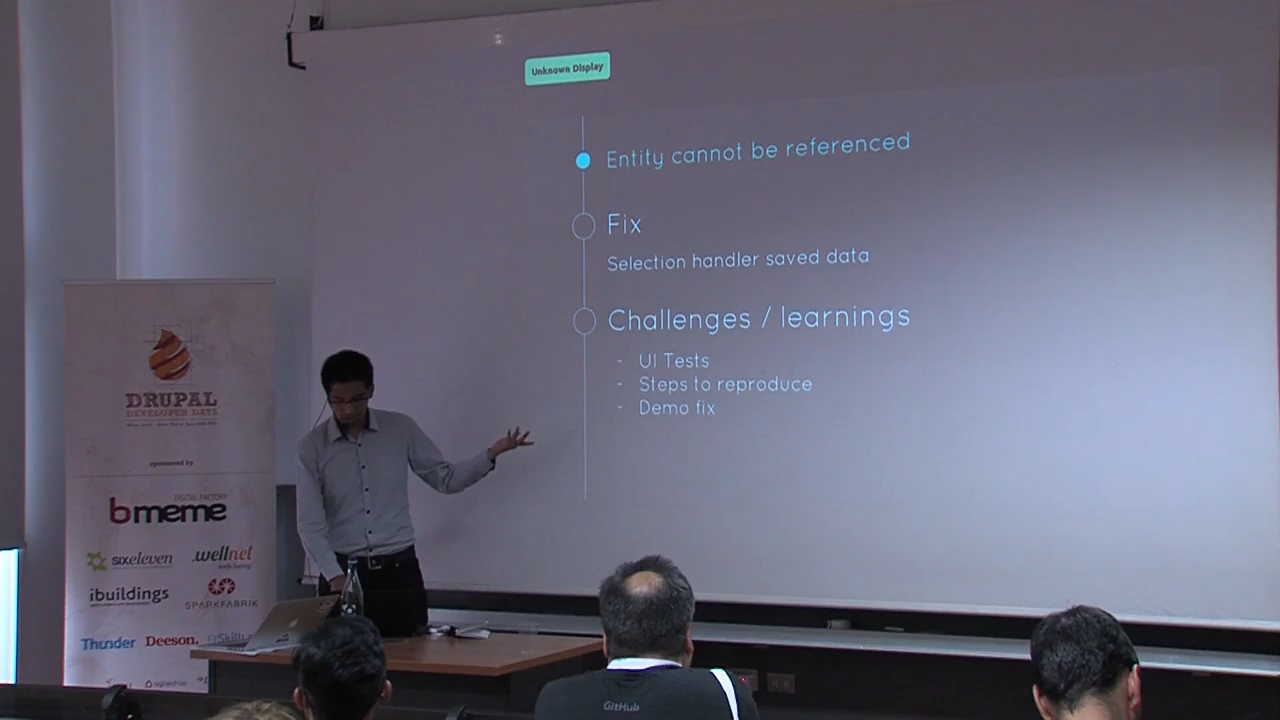 Unknown Display
Entity cannot be referenced
Fix
Selection handler saved data
Challenges / learnings
- UI Tests
- Steps to reproduce
- Demo fix
DRUPAL
DEVELOPER DAYS
sponsored by
DIGITAL FACTORY
bmeme
sixeleven
.wellnet
ibuildings
SPARKFABRIK
Thunder
Deeson.
GitHub